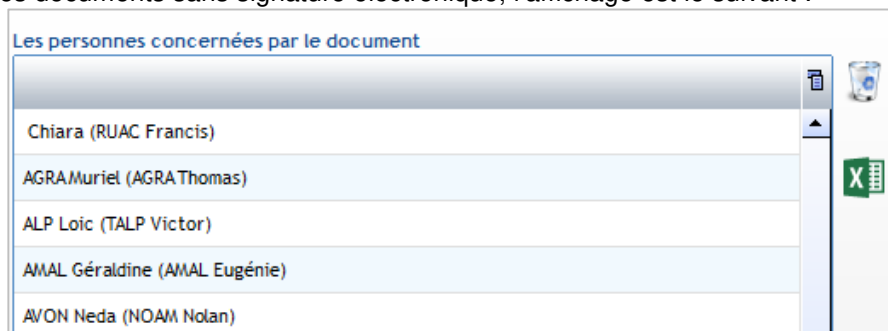 documents sans signature électronique, l'affichage est le suivant :
Les personnes concernées par le document
Chiara (RUAC Francis)
AGRA Muriel (AGRA Thomas)
ALP Loic (TALP Victor)
AMAL Géraldine (AMAL Eugénie)
AVON Neda (NOAM Nolan)